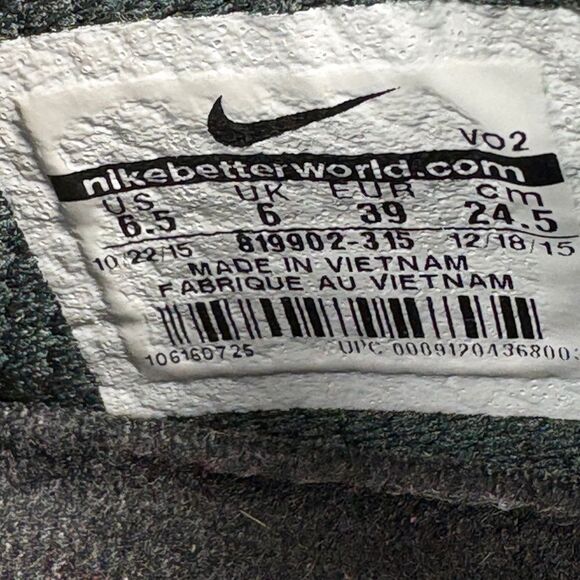 VO2
nikebetterworld.com
US UK EUR cm
6.5 6 39 24.5
10/22/15 819902-315 12/18/15
MADE IN VIETNAM
FABRIQUE AU VIETNAM
106160725 UPC